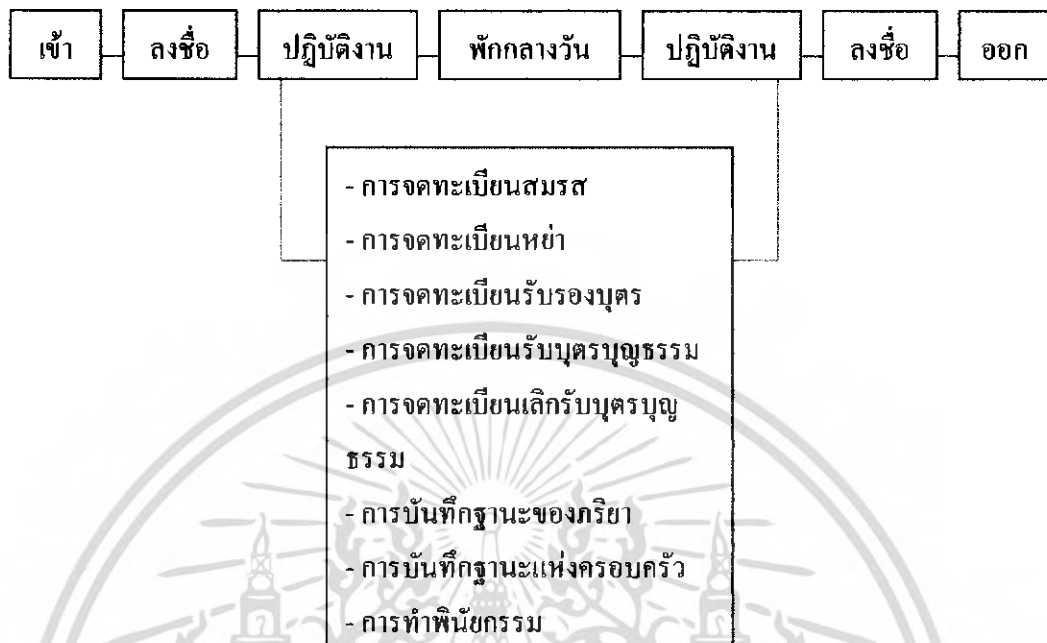 เข้า ลงชื่อ ปฏิบัติงาน พักกลางวัน ปฏิบัติงาน ลงชื่อ ออก
- การจดทะเบียนสมรส
- การจดทะเบียนหย่า
- การจดทะเบียนรับรองบุตร
- การจดทะเบียนรับบุตรบุญธรรม
- การจดทะเบียนเลิกรับบุตรบุญ
ธรรม
- การบันทึกฐานะของภริยา
- การบันทึกฐานะแห่งครอบครัว
- การทำพินัยกรรม